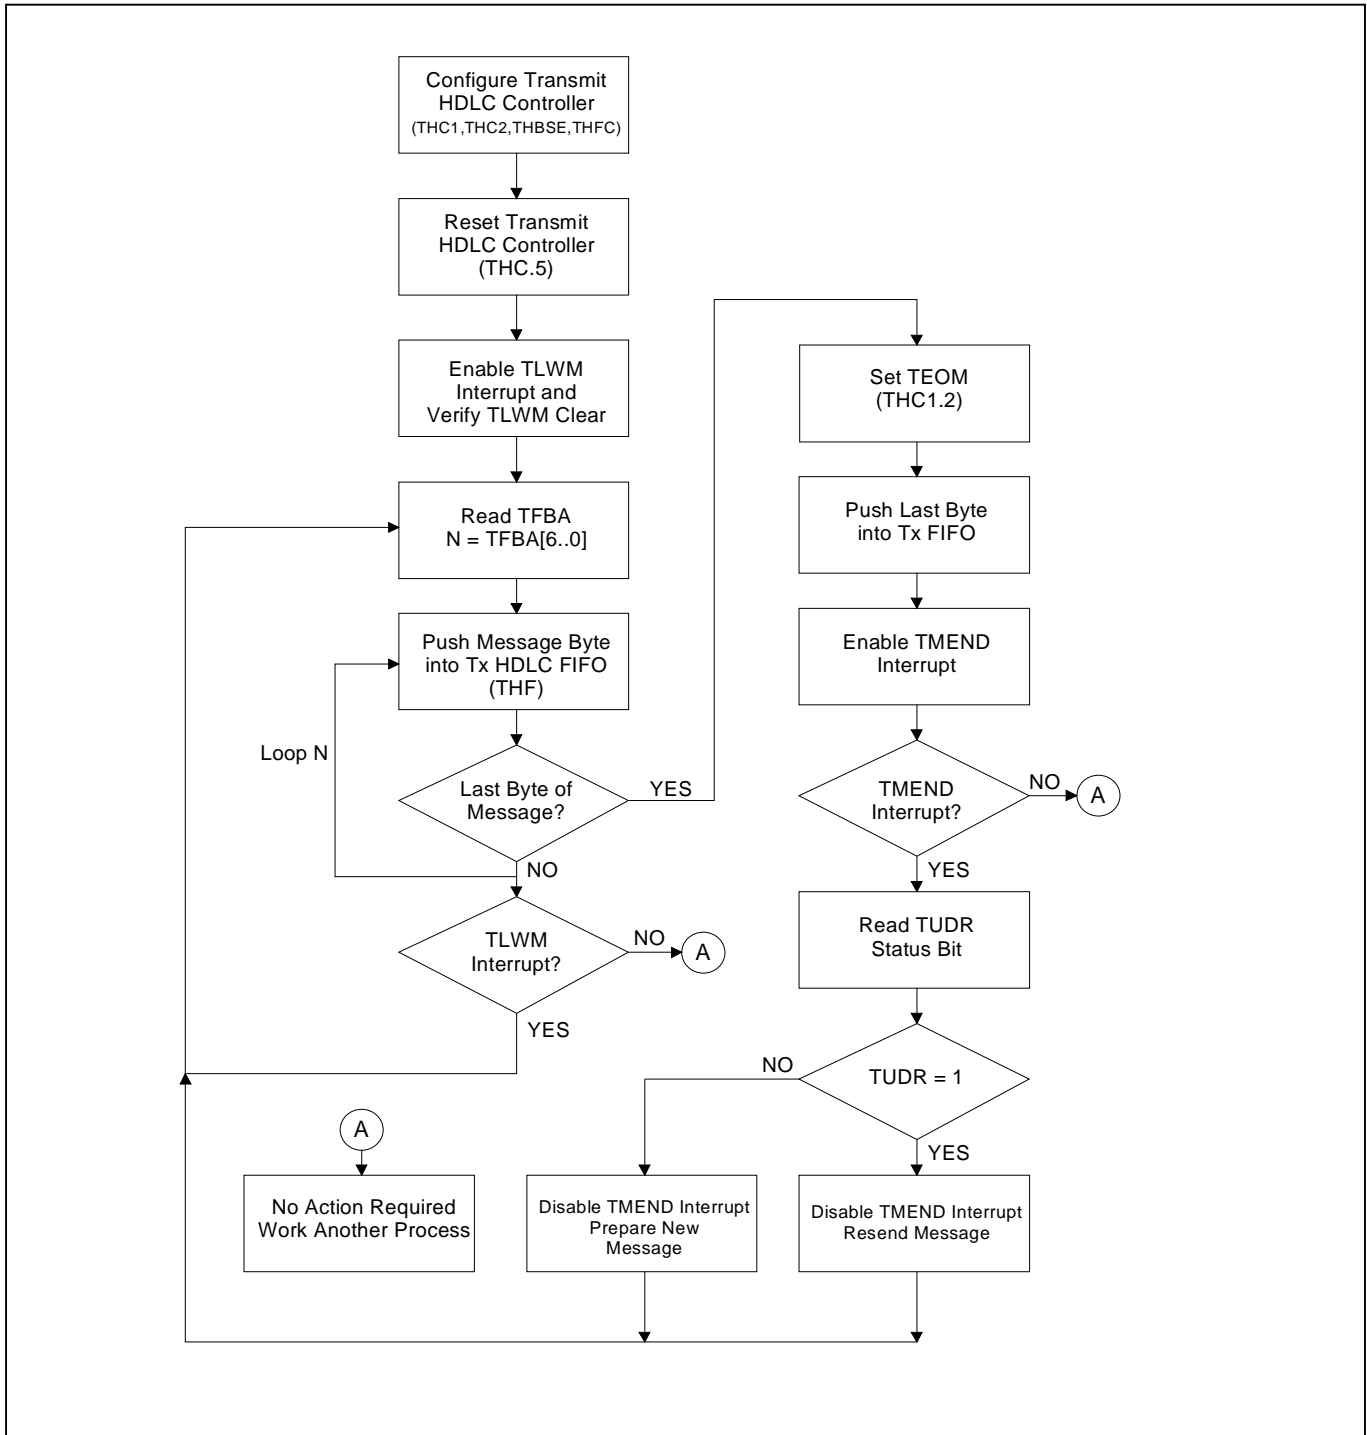 Configure Transmit
HDLC Controller
(THC1,THC2,THBSE,THFC)
Reset Transmit
HDLC Controller
(THC.5)
Enable TLWM
Interrupt and
Verify TLWM Clear
Read TFBA
N = TFBA[6..0]
Push Message Byte
into Tx HDLC FIFO
(THF)
Loop N
Last Byte of
Message?
YES
NO
TLWM
Interrupt?
NO
A
YES
Set TEOM
(THC1.2)
Push Last Byte
into Tx FIFO
Enable TMEND
Interrupt
TMEND
Interrupt?
NO
A
YES
Read TUDR
Status Bit
TUDR = 1
NO
YES
A
No Action Required
Work Another Process
Disable TMEND Interrupt
Prepare New
Message
Disable TMEND Interrupt
Resend Message